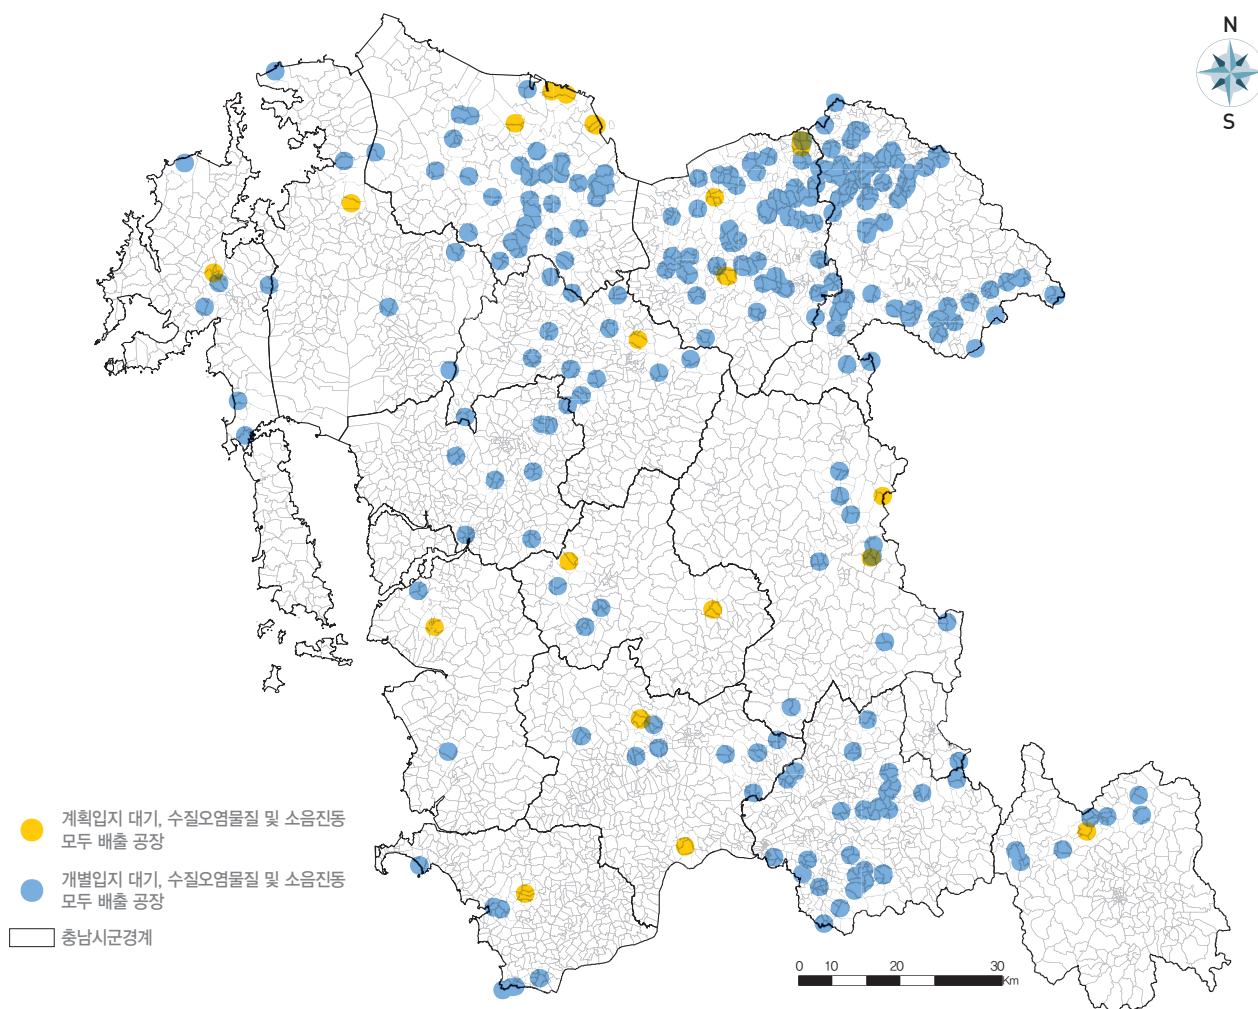 N
S
계획입지 대기, 수질오염물질 및 소음진동
모두 배출 공장
개별입지 대기, 수질오염물질 및 소음진동
모두 배출 공장
충남시군경계
0 10 20 30
Km